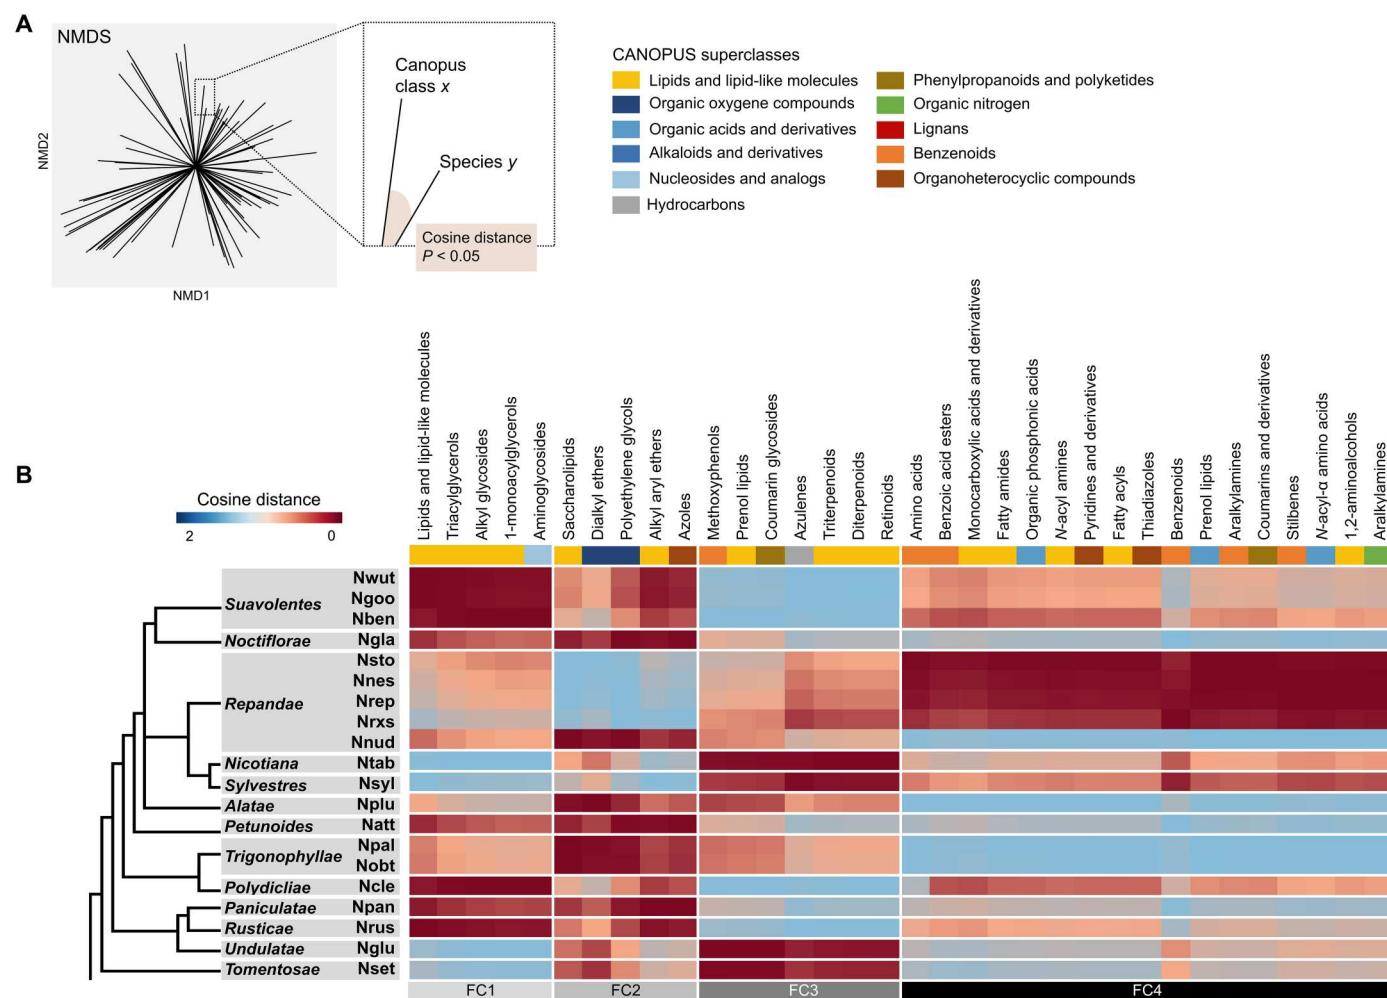 A
NMDS
NMD2
NMD1
Canopus
class x
Species y
Cosine distance
P < 0.05
CANOPUS superclasses
Lipids and lipid-like molecules
Organic oxygene compounds
Organic acids and derivatives
Alkaloids and derivatives
Nucleosides and analogs
Hydrocarbons
Phenylpropanoids and polyketides
Organic nitrogen
Lignans
Benzenoids
Organoheterocyclic compounds
B
Cosine distance
2
0
Lipids and lipid-like molecules
Triacylglycerols
Alkyl glycosides
1-monoacylglycerols
Aminoglycosides
Saccharolipids
Dialkyl ethers
Polyethylene glycols
Alkyl aryl ethers
Azoles
Methoxyphenols
Prenol lipids
Coumarin glycosides
Azulenes
Triterpenoids
Diterpenoids
Retinoids
Amino acids
Benzoic acid esters
Monocarboxylic acids and derivatives
Fatty amides
Organic phosphonic acids
N-acyl amines
Pyridines and derivatives
Fatty acyls
Thiadiazoles
Benzenoids
Prenol lipids
Aralkylamines
Coumarins and derivatives
Stilbenes
N-acyl-α amino acids
1,2-aminoalcohols
Aralkylamines
Suavolentes
Nwut
Ngoo
Nben
Noctiflorae
Ngla
Repandae
Nsto
Nnes
Nrep
Nrxs
Nnud
Nicotiana
Ntab
Sylvestres
Nsyl
Alatae
Nplu
Petunoides
Natt
Trigonophyllae
Npal
Nobt
Polydicliae
Ncle
Paniculatae
Npan
Rusticae
Nrus
Undulatae
Nglu
Tomentosae
Nset
FC1
FC2
FC3
FC4